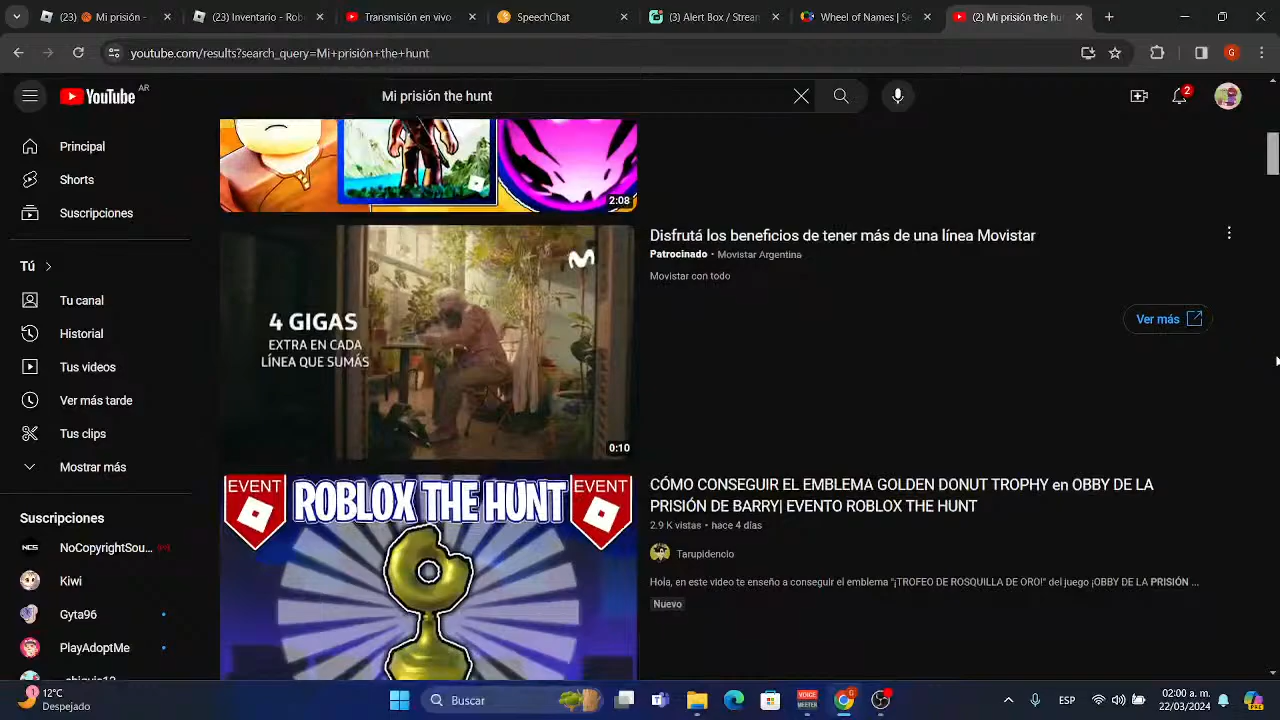 (23) Mi prisión -
(23) Inventario - Rob
Transmisión en vivo
SpeechChat
(3) Alert Box / Stream
Wheel of Names | Se
(2) Mi prisión the hu
youtube.com/results?search_query=Mi+prisión+the+hunt
G
YouTube AR
Mi prisión the hunt
2
Principal
Shorts
Suscripciones
Tú
Tu canal
Historial
Tus videos
Ver más tarde
Tus clips
Mostrar más
Suscripciones
NCS NoCopyrightSou...
Kiwi
Gyta96
PlayAdoptMe
2:08
4 GIGAS
EXTRA EN CADA
LÍNEA QUE SUMÁS
0:10
Disfrutá los beneficios de tener más de una línea Movistar
Patrocinado · Movistar Argentina
Movistar con todo
Ver más
EVENT ROBLOX THE HUNT EVENT
CÓMO CONSEGUIR EL EMBLEMA GOLDEN DONUT TROPHY en OBBY DE LA
PRISIÓN DE BARRY| EVENTO ROBLOX THE HUNT
2.9 K vistas · hace 4 días
Tarupidencio
Hola, en este video te enseño a conseguir el emblema "¡TROFEO DE ROSQUILLA DE ORO!" del juego ¡OBBY DE LA PRISIÓN ...
Nuevo
12°C
Despejado
Buscar
VOICE
MEETER
ESP
02:00 a. m.
22/03/2024